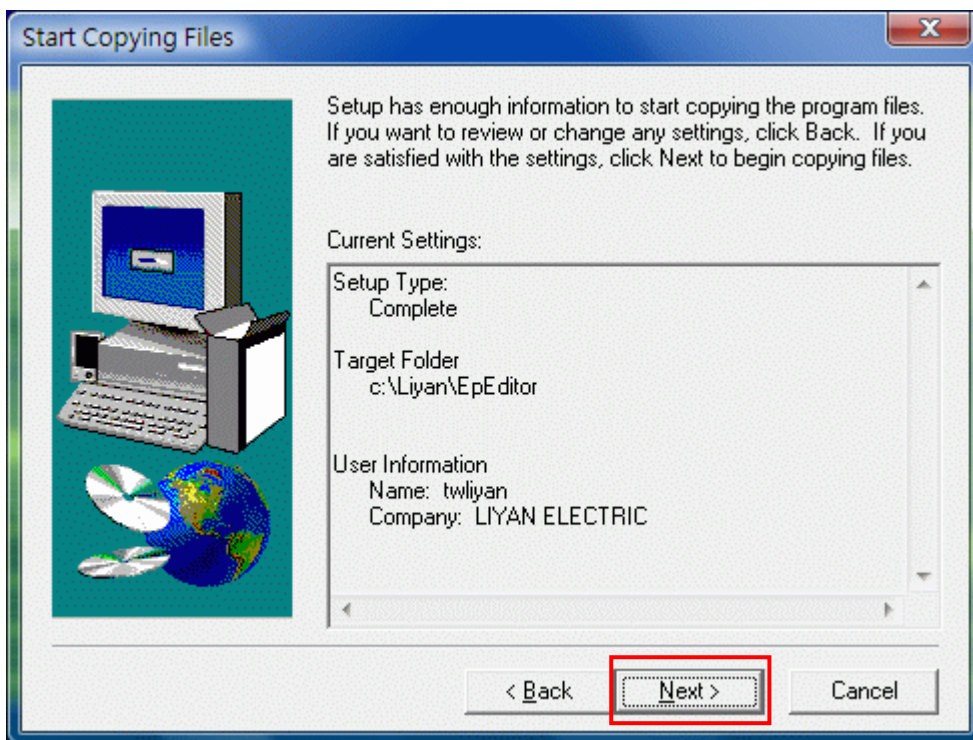 Start Copying Files
Setup has enough information to start copying the program files.
If you want to review or change any settings, click Back.  If you
are satisfied with the settings, click Next to begin copying files.
Current Settings:
Setup Type:
Complete
Target Folder
c:\Liyan\EpEditor
User Information
Name:  twliyan
Company:  LIYAN ELECTRIC
< Back
Next >
Cancel